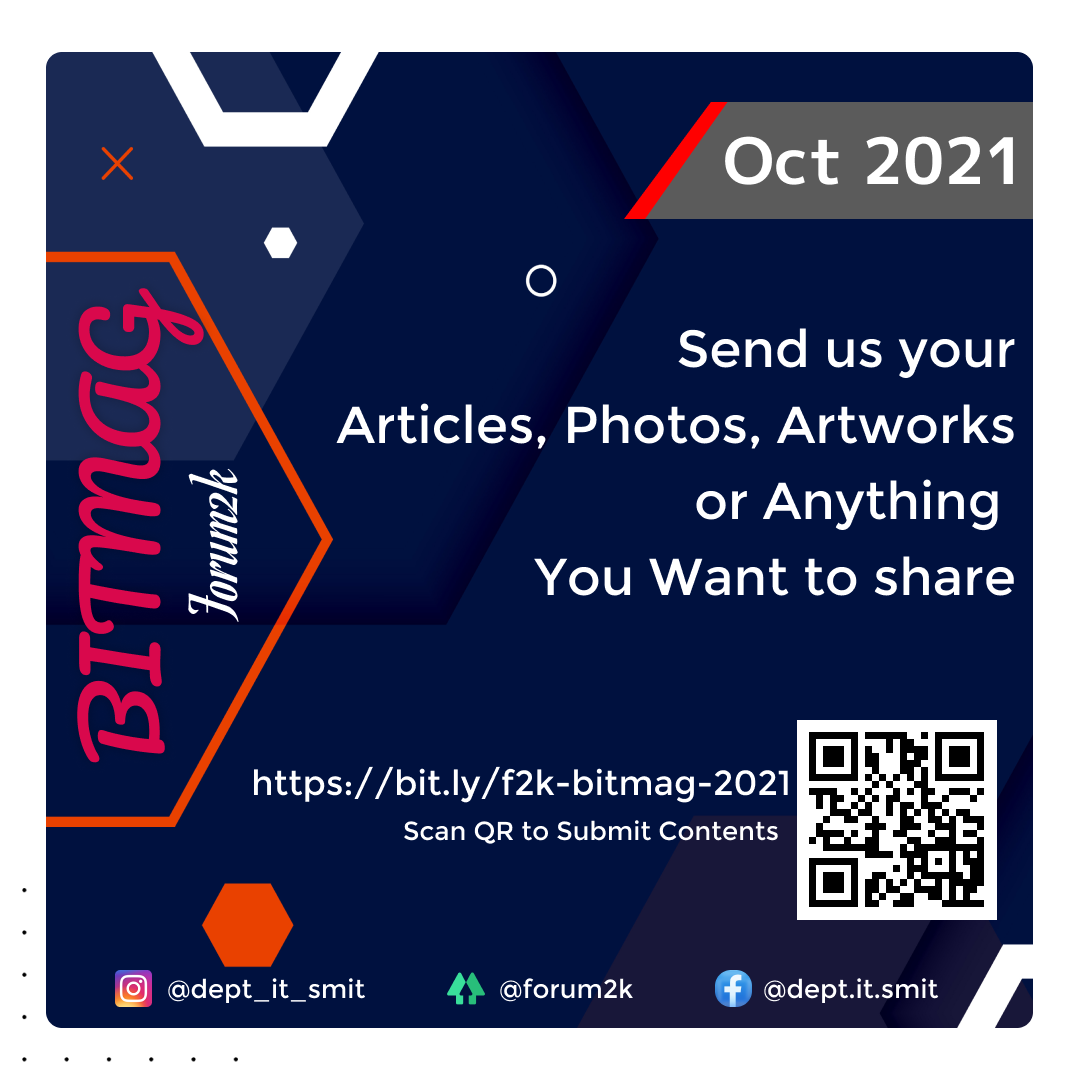 Oct 2021
BITMAG
Forum2k
Send us your
Articles, Photos, Artworks
or Anything
You Want to share
https://bit.ly/f2k-bitmag-2021
Scan QR to Submit Contents
@dept_it_smit
@forum2k
@dept.it.smit